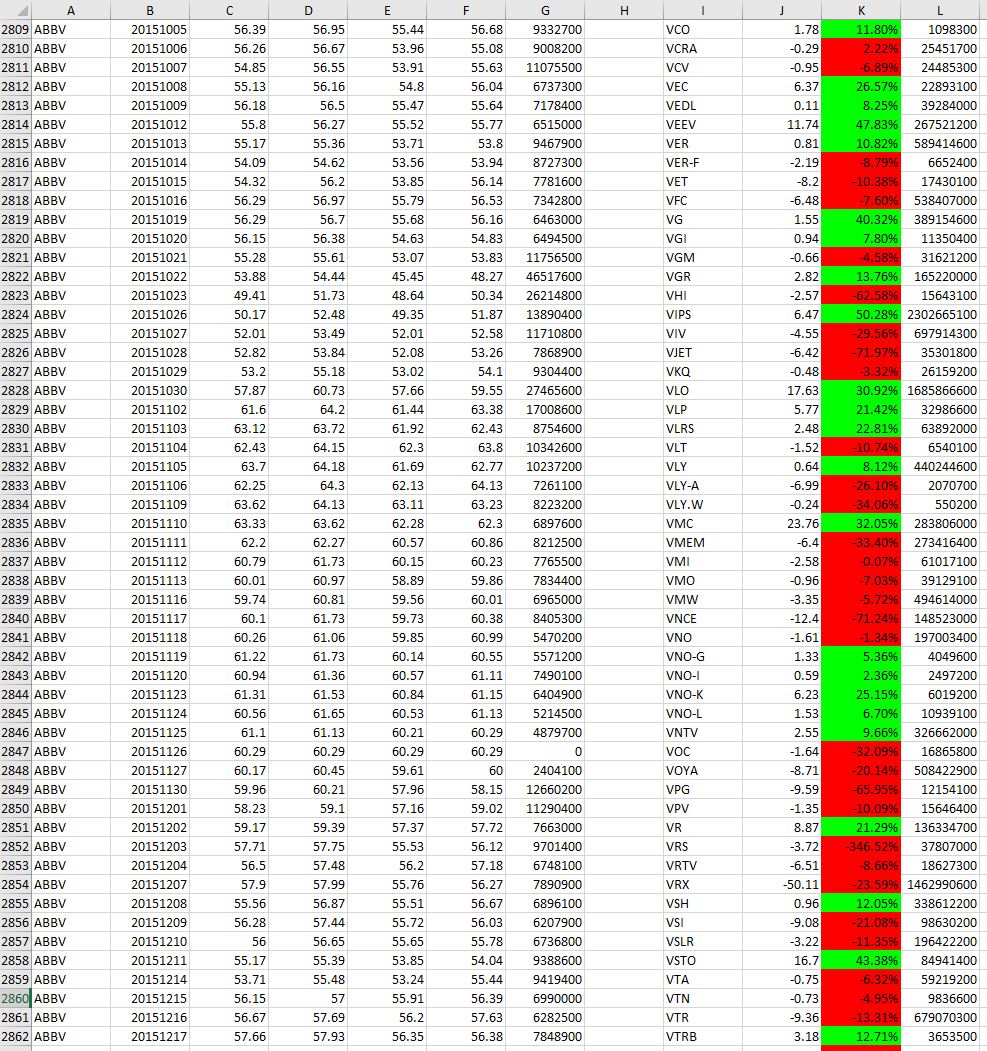 A B C D E F G H I J K L
2809 ABBV 20151005 56.39 56.95 55.44 56.68 9332700 VCO 1.78 11.80% 1098300
2810 ABBV 20151006 56.26 56.67 53.96 55.08 9008200 VCRA -0.29 2.22% 25451700
2811 ABBV 20151007 54.85 56.55 53.91 55.63 11075500 VCV -0.95 -6.89% 24485300
2812 ABBV 20151008 55.13 56.16 54.8 56.04 6737300 VEC 6.37 26.57% 22893100
2813 ABBV 20151009 56.18 56.5 55.47 55.64 7178400 VEDL 0.11 8.25% 39284000
2814 ABBV 20151012 55.8 56.27 55.52 55.77 6515000 VEEV 11.74 47.83% 267521200
2815 ABBV 20151013 55.17 55.36 53.71 53.8 9467900 VER 0.81 10.82% 589414600
2816 ABBV 20151014 54.09 54.62 53.56 53.94 8727300 VER-F -2.19 -8.79% 6652400
2817 ABBV 20151015 54.32 56.2 53.85 56.14 7781600 VET -8.2 -10.38% 17430100
2818 ABBV 20151016 56.29 56.97 55.79 56.53 7342800 VFC -6.48 -7.60% 538407000
2819 ABBV 20151019 56.29 56.7 55.68 56.16 6463000 VG 1.55 40.32% 389154600
2820 ABBV 20151020 56.15 56.38 54.63 54.83 6494500 VGI 0.94 7.80% 11350400
2821 ABBV 20151021 55.28 55.61 53.07 53.83 11756500 VGM -0.66 -4.58% 31621200
2822 ABBV 20151022 53.88 54.44 45.45 48.27 46517600 VGR 2.82 13.76% 165220000
2823 ABBV 20151023 49.41 51.73 48.64 50.34 26214800 VHI -2.57 -62.58% 15643100
2824 ABBV 20151026 50.17 52.48 49.35 51.87 13890400 VIPS 6.47 50.28% 2302665100
2825 ABBV 20151027 52.01 53.49 52.01 52.58 11710800 VIV -4.55 -29.56% 697914300
2826 ABBV 20151028 52.82 53.84 52.08 53.26 7868900 VJET -6.42 -71.97% 35301800
2827 ABBV 20151029 53.2 55.18 53.02 54.1 9304400 VKQ -0.48 -3.32% 26159200
2828 ABBV 20151030 57.87 60.73 57.66 59.55 27465600 VLO 17.63 30.92% 1685866600
2829 ABBV 20151102 61.6 64.2 61.44 63.38 17008600 VLP 5.77 21.42% 32986600
2830 ABBV 20151103 63.12 63.72 61.92 62.43 8754600 VLRS 2.48 22.81% 63892000
2831 ABBV 20151104 62.43 64.15 62.3 63.8 10342600 VLT -1.52 -10.74% 6540100
2832 ABBV 20151105 63.7 64.18 61.69 62.77 10237200 VLY 0.64 8.12% 440244600
2833 ABBV 20151106 62.25 64.3 62.13 64.13 7261100 VLY-A -6.99 -26.10% 2070700
2834 ABBV 20151109 63.62 64.13 63.11 63.23 8223200 VLY.W -0.24 -34.06% 550200
2835 ABBV 20151110 63.33 63.62 62.28 62.3 6897600 VMC 23.76 32.05% 283806000
2836 ABBV 20151111 62.2 62.27 60.57 60.86 8212500 VMEM -6.4 -33.40% 273416400
2837 ABBV 20151112 60.79 61.73 60.15 60.23 7765500 VMI -2.58 -0.07% 61017100
2838 ABBV 20151113 60.01 60.97 58.89 59.86 7834400 VMO -0.96 -7.03% 39129100
2839 ABBV 20151116 59.74 60.81 59.56 60.01 6965000 VMW -3.35 -5.72% 494614000
2840 ABBV 20151117 60.1 61.73 59.73 60.38 8405300 VNCE -12.4 -71.24% 148523000
2841 ABBV 20151118 60.26 61.06 59.85 60.99 5470200 VNO -1.61 -1.34% 197003400
2842 ABBV 20151119 61.22 61.73 60.14 60.55 5571200 VNO-G 1.33 5.36% 4049600
2843 ABBV 20151120 60.94 61.36 60.57 61.11 7490100 VNO-I 0.59 2.36% 2497200
2844 ABBV 20151123 61.31 61.53 60.84 61.15 6404900 VNO-K 6.23 25.15% 6019200
2845 ABBV 20151124 60.56 61.65 60.53 61.13 5214500 VNO-L 1.53 6.70% 10939100
2846 ABBV 20151125 61.1 61.13 60.21 60.29 4879700 VNTV 2.55 9.66% 326662000
2847 ABBV 20151126 60.29 60.29 60.29 60.29 0 VOC -1.64 -32.09% 16865800
2848 ABBV 20151127 60.17 60.45 59.61 60 2404100 VOYA -8.71 -20.14% 508422900
2849 ABBV 20151130 59.96 60.21 57.96 58.15 12660200 VPG -9.59 -65.95% 12154100
2850 ABBV 20151201 58.23 59.1 57.16 59.02 11290400 VPV -1.35 -10.09% 15646400
2851 ABBV 20151202 59.17 59.39 57.37 57.72 7663000 VR 8.87 21.29% 136334700
2852 ABBV 20151203 57.71 57.75 55.53 56.12 9701400 VRS -3.72 -346.52% 37807000
2853 ABBV 20151204 56.5 57.48 56.2 57.18 6748100 VRTV -6.51 -8.66% 18627300
2854 ABBV 20151207 57.9 57.99 55.76 56.27 7890900 VRX -50.11 -23.59% 1462990600
2855 ABBV 20151208 55.56 56.87 55.51 56.67 6896100 VSH 0.96 12.05% 338612200
2856 ABBV 20151209 56.28 57.44 55.72 56.03 6207900 VSI -9.08 -21.08% 98630200
2857 ABBV 20151210 56 56.65 55.65 55.78 6736800 VSLR -3.22 -11.35% 196422200
2858 ABBV 20151211 55.17 55.39 53.85 54.04 9388600 VSTO 16.7 43.38% 84941400
2859 ABBV 20151214 53.71 55.48 53.24 55.44 9419400 VTA -0.75 -6.32% 59219200
2860 ABBV 20151215 56.15 57 55.91 56.39 6990000 VTN -0.73 -4.95% 9836600
2861 ABBV 20151216 56.67 57.69 56.2 57.63 6282500 VTR -9.36 -13.31% 679070300
2862 ABBV 20151217 57.66 57.93 56.35 56.38 7848900 VTRB 3.18 12.71% 3653500